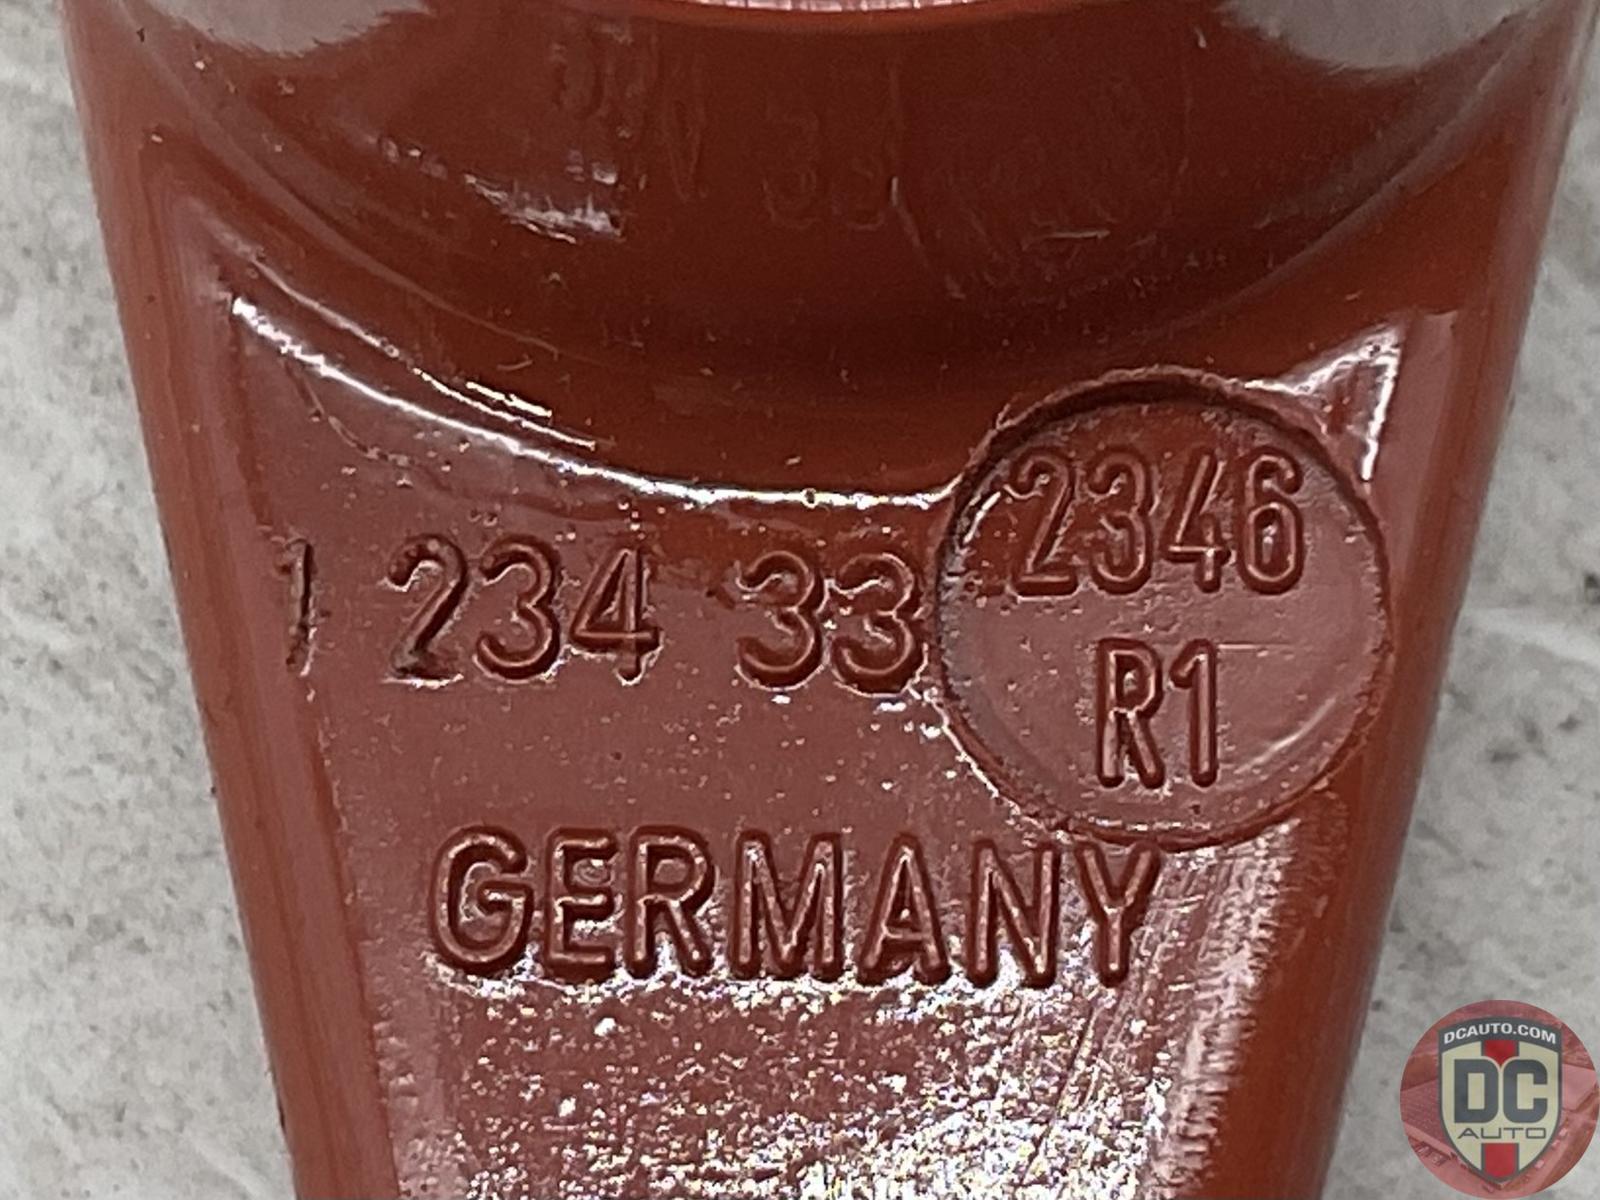 2346
1 234 33
R1
GERMANY
DCAUTO.COM
DC
AUTO